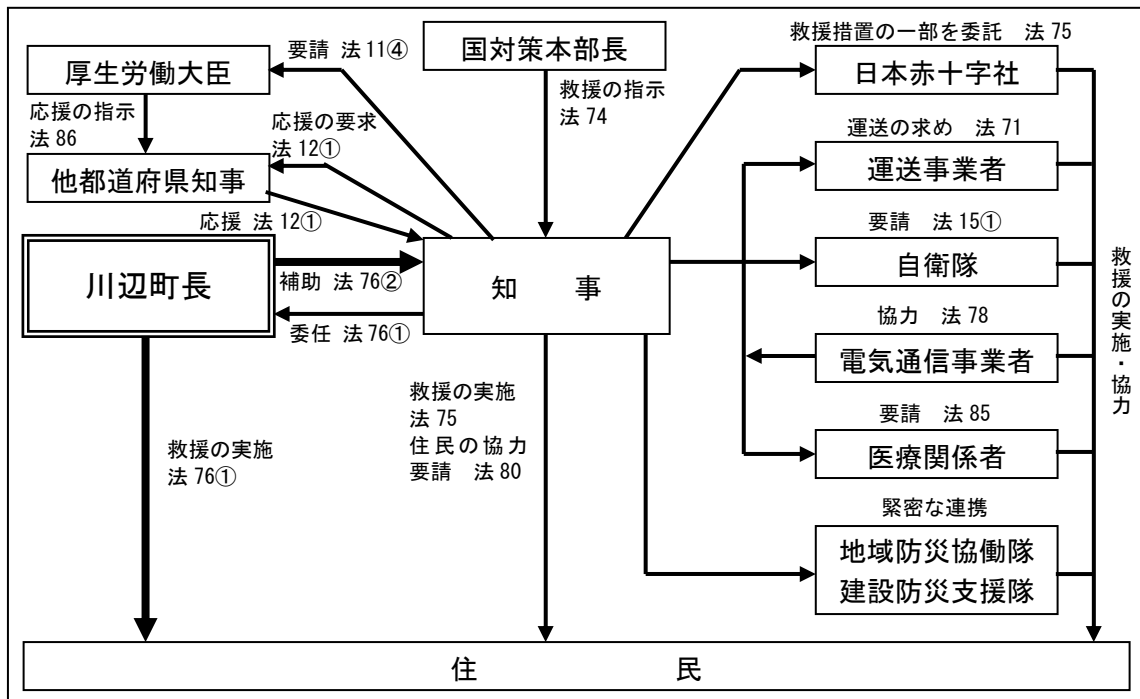 要請 法11④
厚生労働大臣
応援の指示
法86
応援の要求
法12①
他都道府県知事
応援 法12①
国対策本部長
救援の指示
法74
川辺町長
補助 法76②
委任 法76①
知 事
救援の実施
法76①
救援の実施
法75
住民の協力
要請 法80
救援措置の一部を委託 法75
日本赤十字社
運送の求め 法71
運送事業者
要請 法15①
自衛隊
協力 法78
電気通信事業者
要請 法85
医療関係者
緊密な連携
地域防災協働隊
建設防災支援隊
救援の実施・協力
住 民